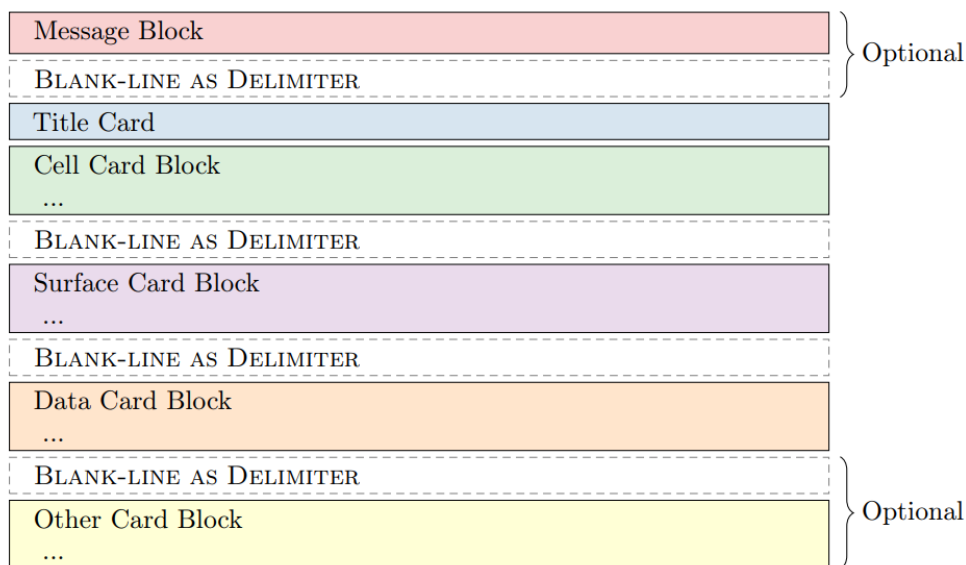 Message Block
Optional
BLANK-LINE AS DELIMITER
Title Card
Cell Card Block
...
BLANK-LINE AS DELIMITER
Surface Card Block
...
BLANK-LINE AS DELIMITER
Data Card Block
...
BLANK-LINE AS DELIMITER
Optional
Other Card Block
...